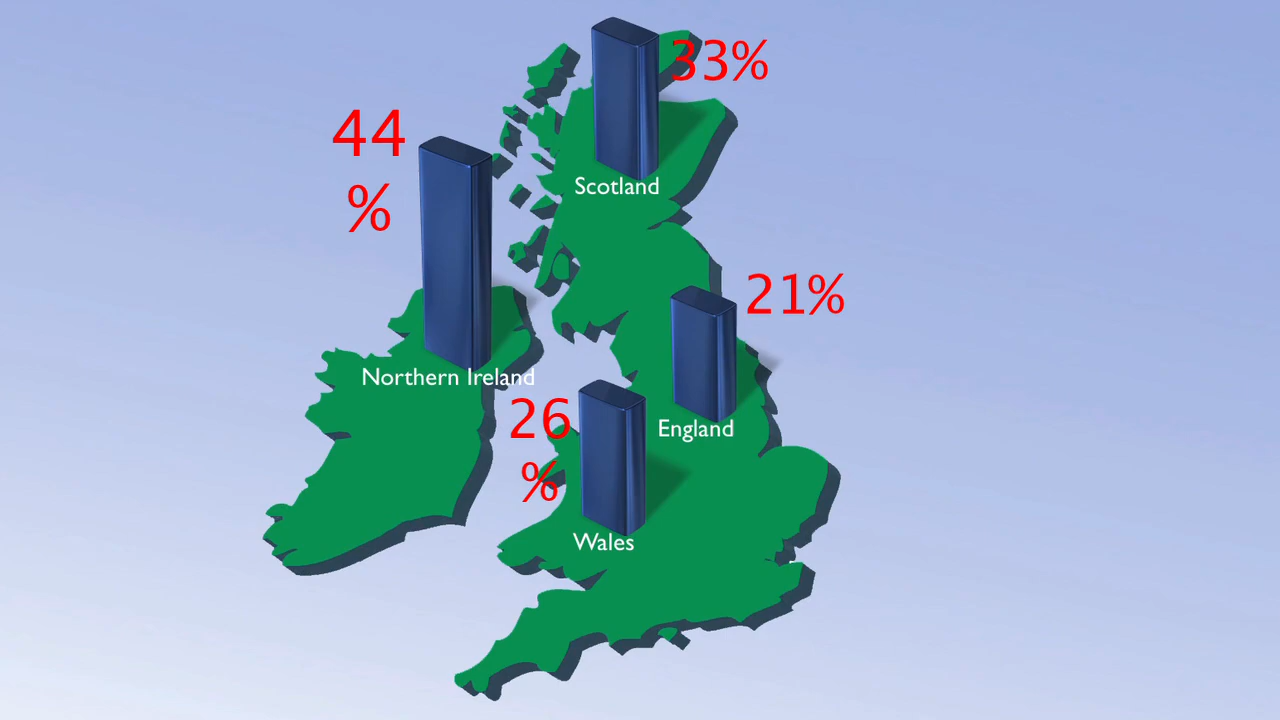 33%
44
%
Scotland
21%
Northern Ireland
26
%
England
Wales